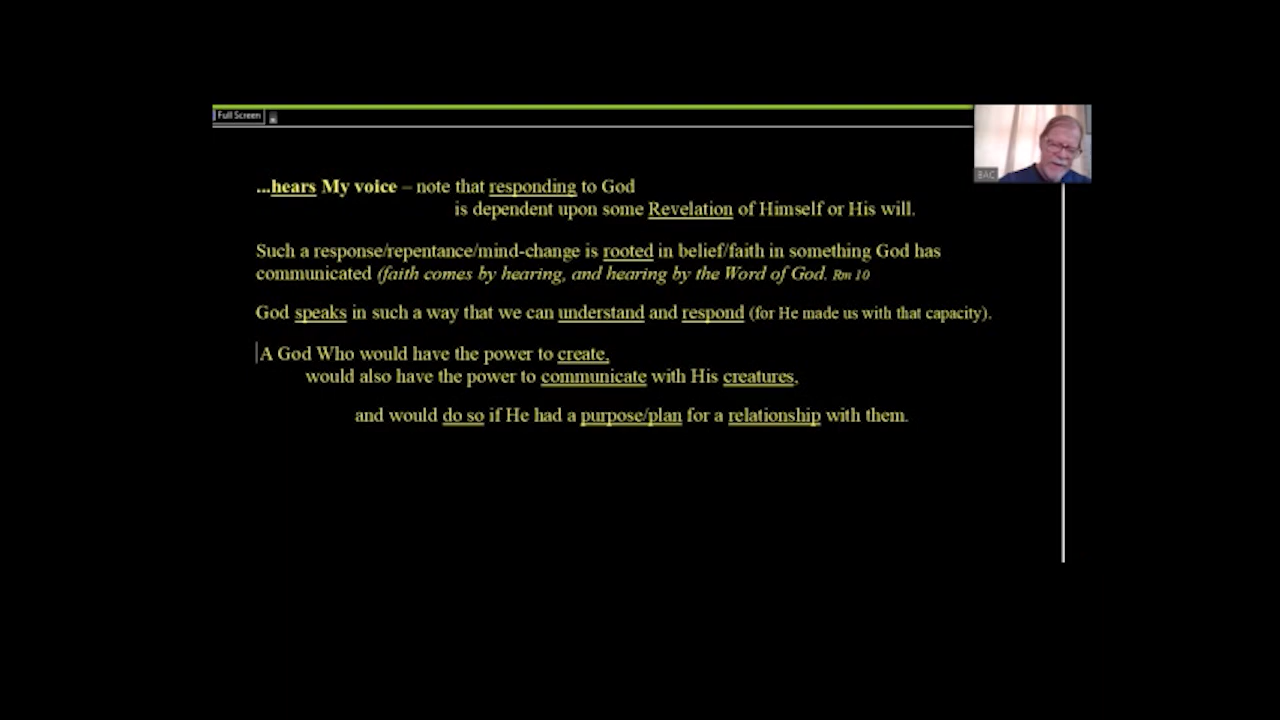 Full Screen
...hears My voice – note that responding to God
is dependent upon some Revelation of Himself or His will.
Such a response/repentance/mind-change is rooted in belief/faith in something God has
communicated (faith comes by hearing, and hearing by the Word of God. Rm 10
God speaks in such a way that we can understand and respond (for He made us with that capacity).
A God Who would have the power to create,
would also have the power to communicate with His creatures,
and would do so if He had a purpose/plan for a relationship with them.
BAC